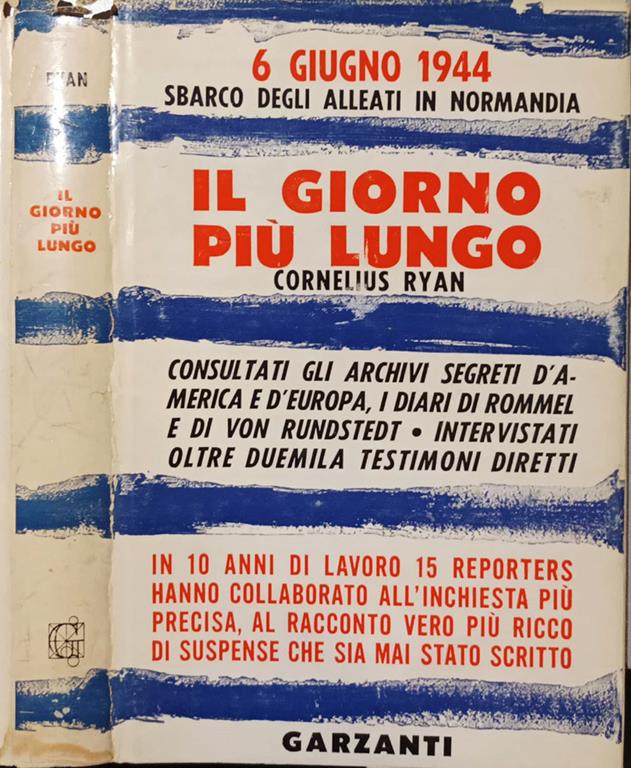 RYAN
IL
GIORNO
PIÙ
LUNGO
6 GIUGNO 1944
SBARCO DEGLI ALLEATI IN NORMANDIA
IL GIORNO
PIÙ LUNGO
CORNELIUS RYAN
CONSULTATI GLI ARCHIVI SEGRETI D'A-
MERICA E D'EUROPA, I DIARI DI ROMMEL
E DI VON RUNDSTEDT • INTERVISTATI
OLTRE DUEMILA TESTIMONI DIRETTI
IN 10 ANNI DI LAVORO 15 REPORTERS
HANNO COLLABORATO ALL'INCHIESTA PIÙ
PRECISA, AL RACCONTO VERO PIÙ RICCO
DI SUSPENSE CHE SIA MAI STATO SCRITTO
GARZANTI